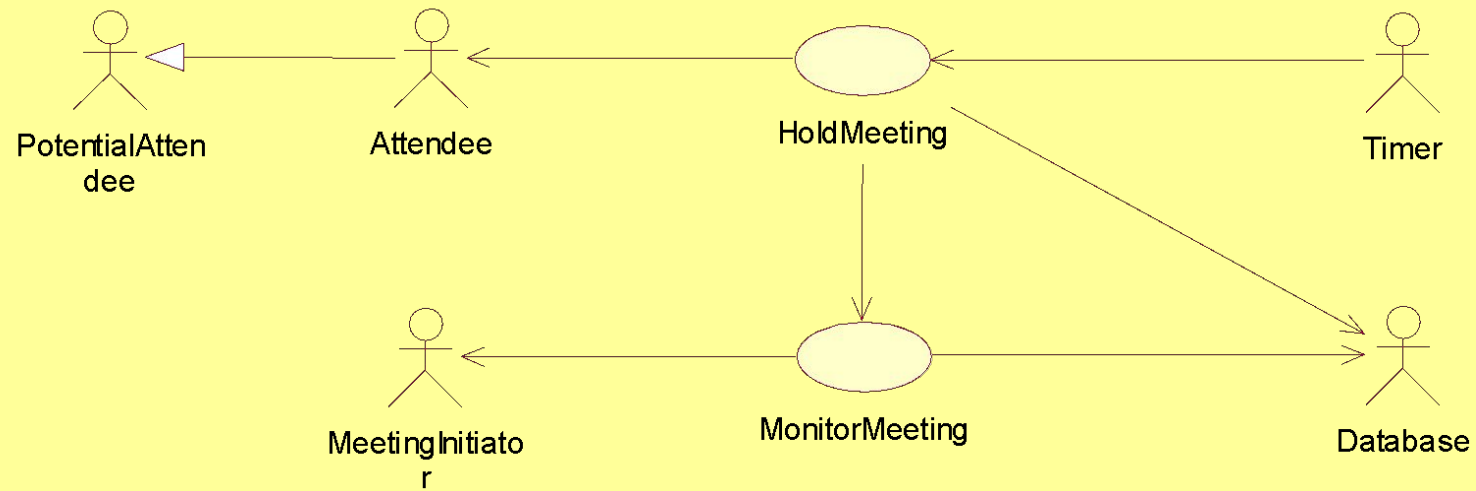 PotentialAtten
dee
Attendee
HoldMeeting
Timer
MeetingInitiato
r
MonitorMeeting
Database